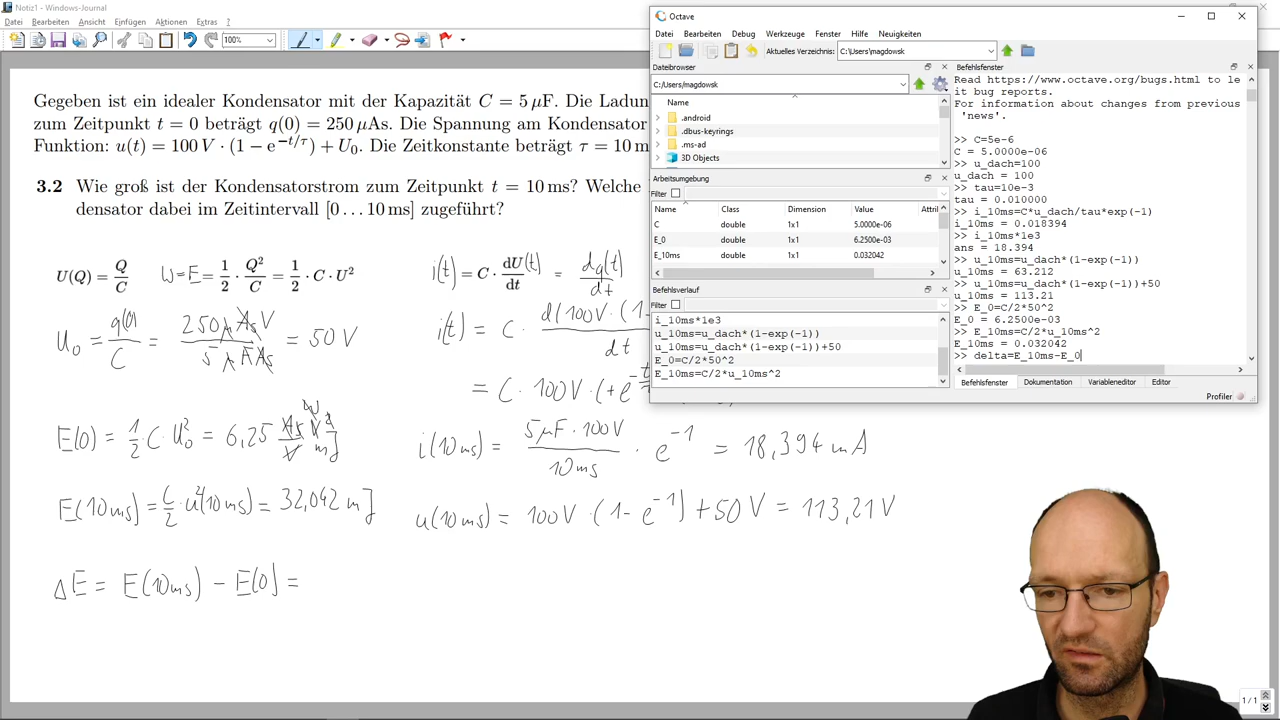 Notiz1 - Windows-Journal
Datei Bearbeiten Ansicht Einfügen Aktionen Extras ?
100%
Gegeben ist ein idealer Kondensator mit der Kapazität C = 5 μF. Die Ladun
zum Zeitpunkt t = 0 beträgt q(0) = 250 μAs. Die Spannung am Kondensator
Funktion: u(t) = 100 V · (1 − e^−t/τ) + U₀. Die Zeitkonstante beträgt τ = 10 m
3.2 Wie groß ist der Kondensatorstrom zum Zeitpunkt t = 10 ms? Welche
densator dabei im Zeitintervall [0 … 10 ms] zugeführt?
U(Q) = Q/C W=E = 1/2 · Q²/C = 1/2 · C · U² i(t) = C · dU(t)/dt = dq(t)/dt
U₀ = q(0)/C = 250 μAs V / 5 μAs = 50 V
i(t) = C · d(100V · (1-
dt
= C · 100V · (+e^-t
E(0) = 1/2 · C · U₀² = 6,25 mJ
i(10ms) = 5μF · 100V / 10ms · e⁻¹ = 18,394 mA
E(10ms) = C/2 · u²(10ms) = 32,042 mJ
u(10ms) = 100V · (1 - e⁻¹) + 50 V = 113,21 V
ΔE = E(10ms) − E(0) =
1/1
Octave
Datei Bearbeiten Debug Werkzeuge Fenster Hilfe Neuigkeiten
Aktuelles Verzeichnis: C:\Users\magdowsk
Dateibrowser
C:/Users/magdowsk
Name
.android
.dbus-keyrings
.ms-ad
3D Objects
Arbeitsumgebung
Filter
Name Class Dimension Value Attril
C double 1x1 5.0000e-06
E_0 double 1x1 6.2500e-03
E_10ms double 1x1 0.032042
Befehlsverlauf
Filter
i_10ms*1e3
u_10ms=u_dach*(1-exp(-1))
u_10ms=u_dach*(1-exp(-1))+50
E_0=C/2*50^2
E_10ms=C/2*u_10ms^2
Befehlsfenster
Read https://www.octave.org/bugs.html to le
it bug reports.
For information about changes from previous
'news'.
>> C=5e-6
C = 5.0000e-06
>> u_dach=100
u_dach = 100
>> tau=10e-3
tau = 0.010000
>> i_10ms=C*u_dach/tau*exp(-1)
i_10ms = 0.018394
>> i_10ms*1e3
ans = 18.394
>> u_10ms=u_dach*(1-exp(-1))
u_10ms = 63.212
>> u_10ms=u_dach*(1-exp(-1))+50
u_10ms = 113.21
>> E_0=C/2*50^2
E_0 = 6.2500e-03
>> E_10ms=C/2*u_10ms^2
E_10ms = 0.032042
>> delta=E_10ms-E_0
Befehlsfenster Dokumentation Variableneditor Editor
Profiler